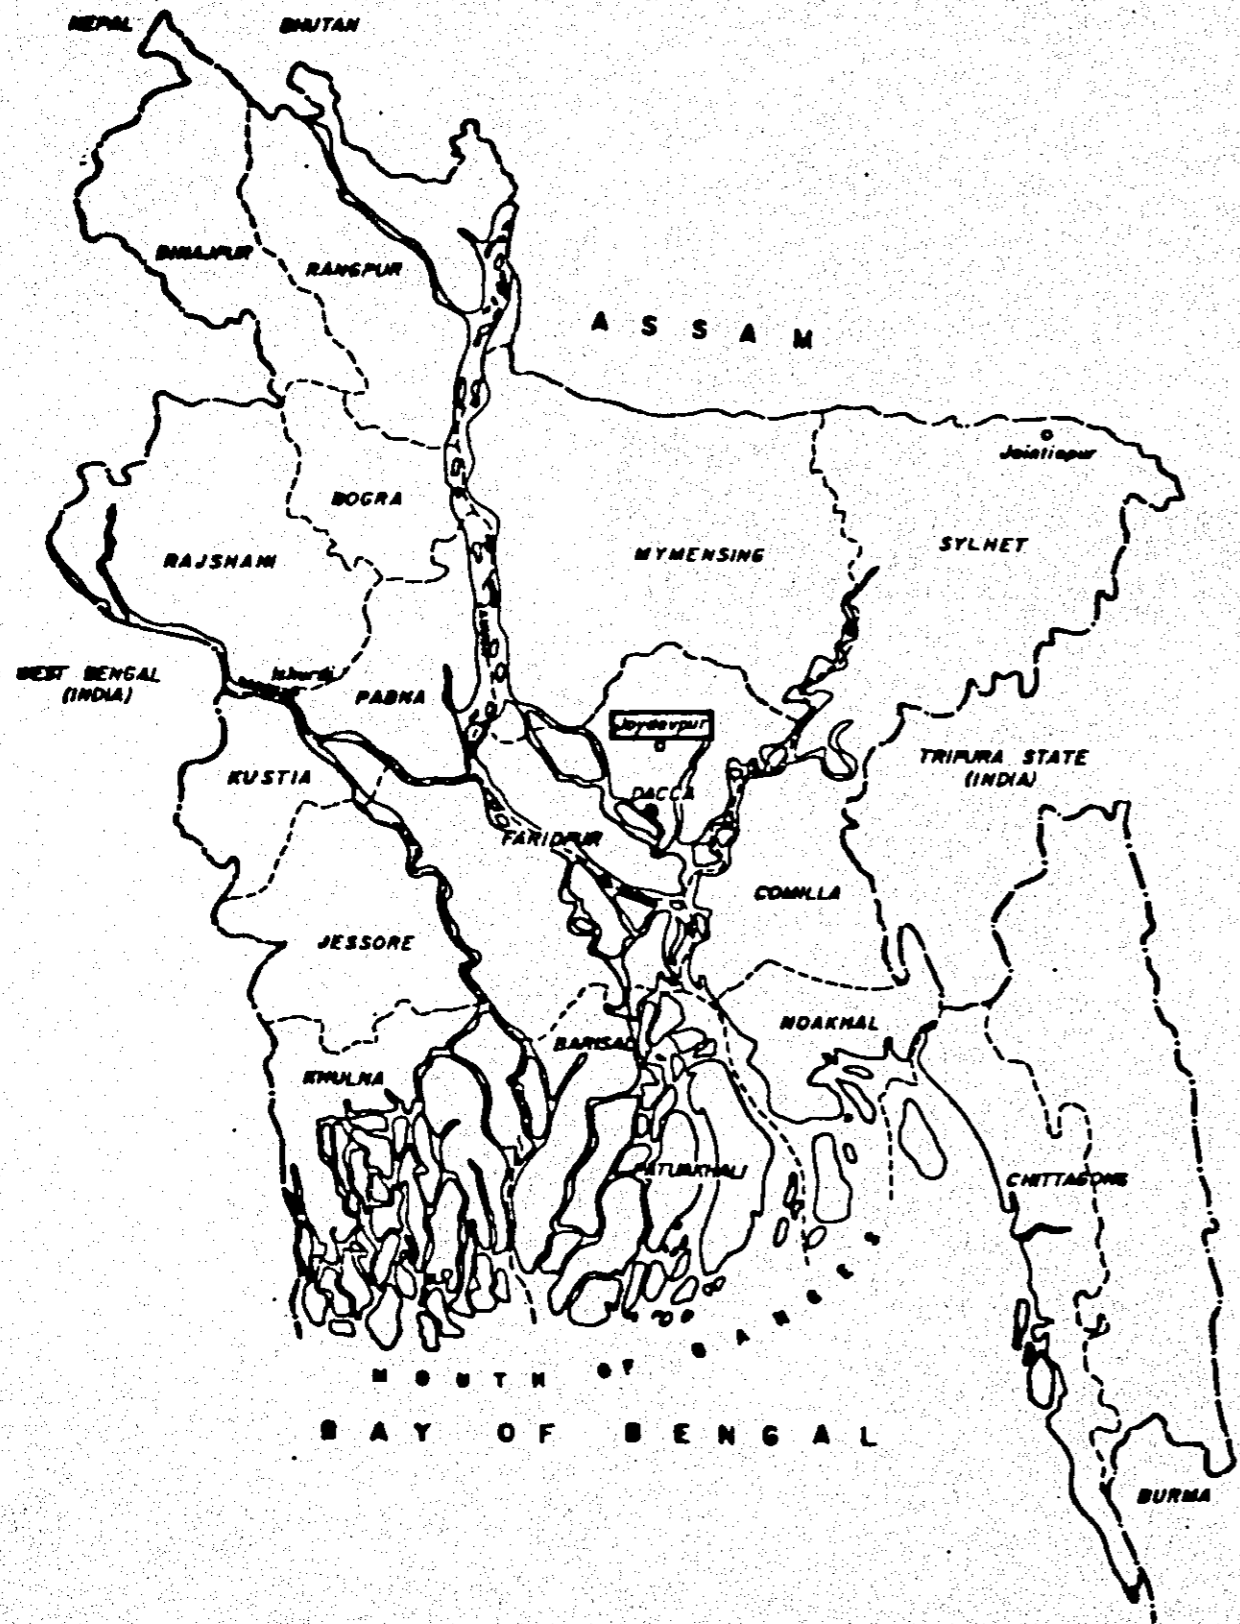 NEPAL
BHUTAN
DINAJPUR
RANGPUR
ASSAM
Jaintiapur
BOGRA
RAJSHAHI
MYMENSING
SYLHET
WEST BENGAL
(INDIA)
Ishurdi
PABNA
Joydevpur
KUSTIA
TRIPURA STATE
(INDIA)
DACCA
FARIDPUR
COMILLA
JESSORE
NOAKHAL
BARISAL
KHULNA
PATUAKHALI
CHITTAGONG
MOUTH OF GANGES
BAY OF BENGAL
BURMA